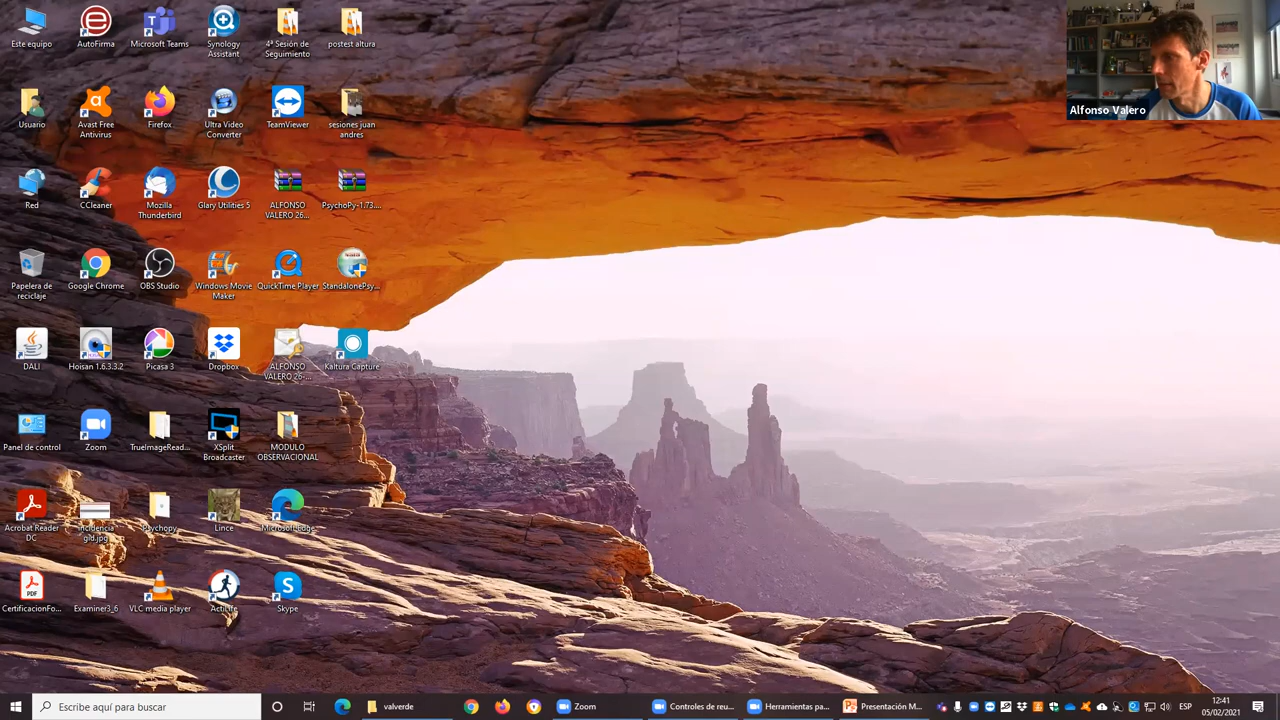 Este equipo
AutoFirma
Microsoft Teams
Synology
Assistant
4ª Sesión de
Seguimiento
postest altura
Alfonso Valero
Usuario
Avast Free
Antivirus
Firefox
Ultra Video
Converter
TeamViewer
sesiones juan
andres
Red
CCleaner
Mozilla
Thunderbird
Glary Utilities 5
ALFONSO
VALERO 26...
PsychoPy-1.73....
Papelera de
reciclaje
Google Chrome
OBS Studio
Windows Movie
Maker
QuickTime Player
StandalonePsy...
DALI
Hoisan 1.6.3.3.2
Picasa 3
Dropbox
ALFONSO
VALERO 26-...
Kaltura Capture
Panel de control
Zoom
TrueImageRead...
XSplit
Broadcaster
MODULO
OBSERVACIONAL
Acrobat Reader
DC
incidencia
gid.jpg
Psychopy
Lince
Microsoft Edge
PDF
CertificacionFo...
Examiner3_6
VLC media player
ActiLife
Skype
Escribe aquí para buscar
valverde
Zoom
Controles de reu...
Herramientas pa...
Presentación M...
ESP
12:41
05/02/2021